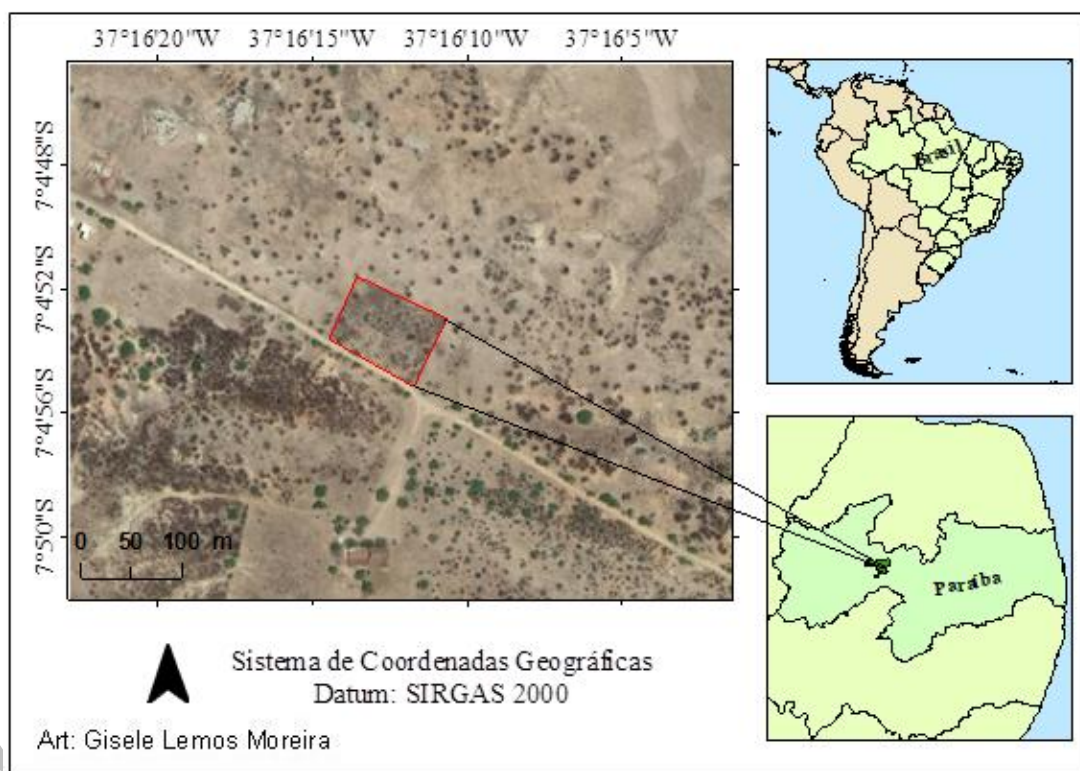 37°16'20"W 37°16'15"W 37°16'10"W 37°16'5"W
7°4'48"S
7°4'52"S
7°4'56"S
7°5'0"S
0 50 100 m
Brasil
Paraíba
Sistema de Coordenadas Geográficas
Datum: SIRGAS 2000
Art: Gisele Lemos Moreira